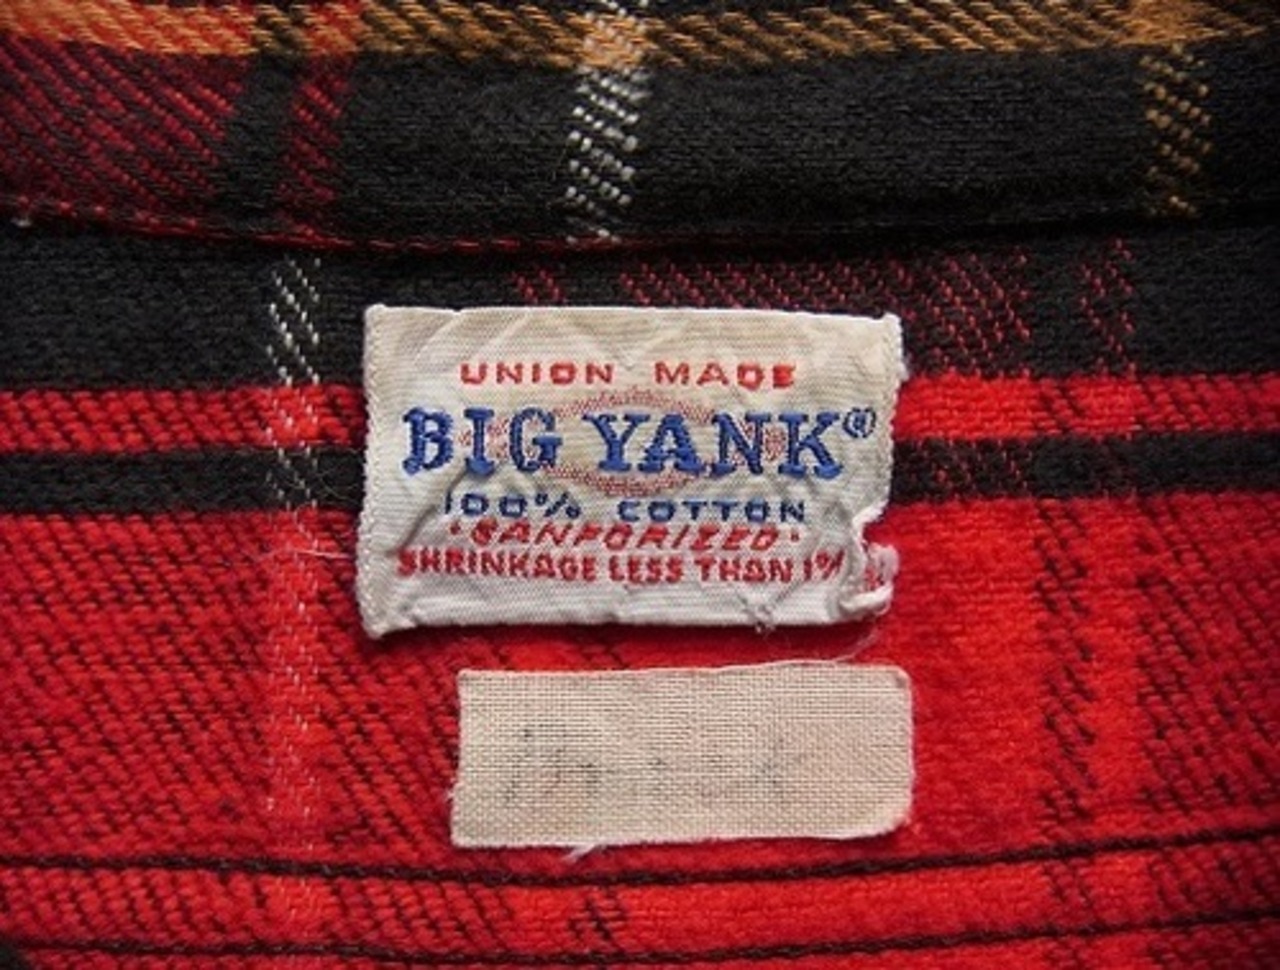 UNION MADE
BIG YANK®
100% COTTON
"SANFORIZED"
SHRINKAGE LESS THAN 1%